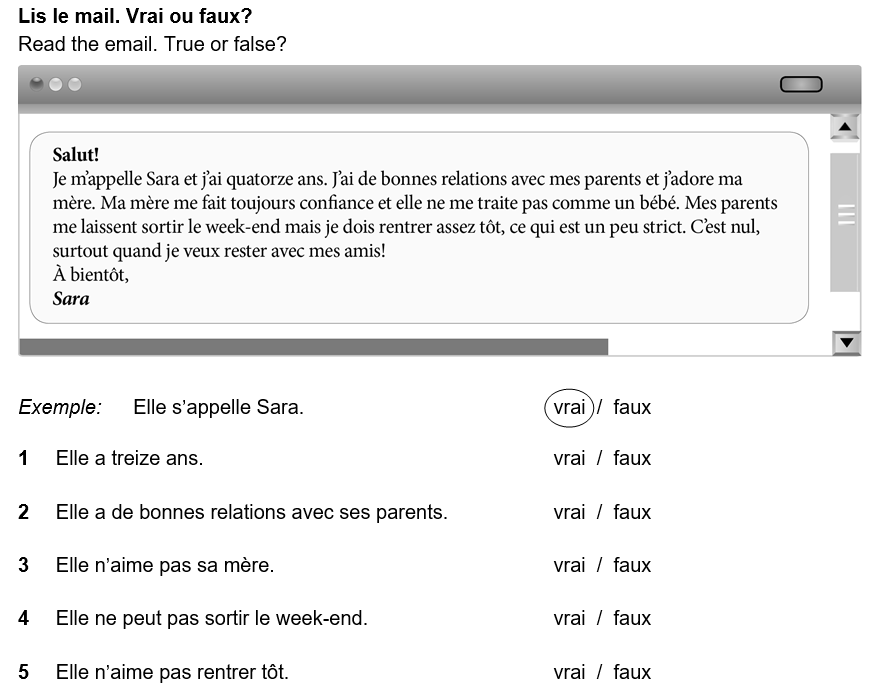 Lis le mail. Vrai ou faux?
Read the email. True or false?
Salut!
Je m'appelle Sara et j'ai quatorze ans. J'ai de bonnes relations avec mes parents et j'adore ma
mère. Ma mère me fait toujours confiance et elle ne me traite pas comme un bébé. Mes parents
me laissent sortir le week-end mais je dois rentrer assez tôt, ce qui est un peu strict. C'est nul,
surtout quand je veux rester avec mes amis!
À bientôt,
Sara
Exemple: Elle s'appelle Sara. vrai / faux
1 Elle a treize ans. vrai / faux
2 Elle a de bonnes relations avec ses parents. vrai / faux
3 Elle n'aime pas sa mère. vrai / faux
4 Elle ne peut pas sortir le week-end. vrai / faux
5 Elle n'aime pas rentrer tôt. vrai / faux